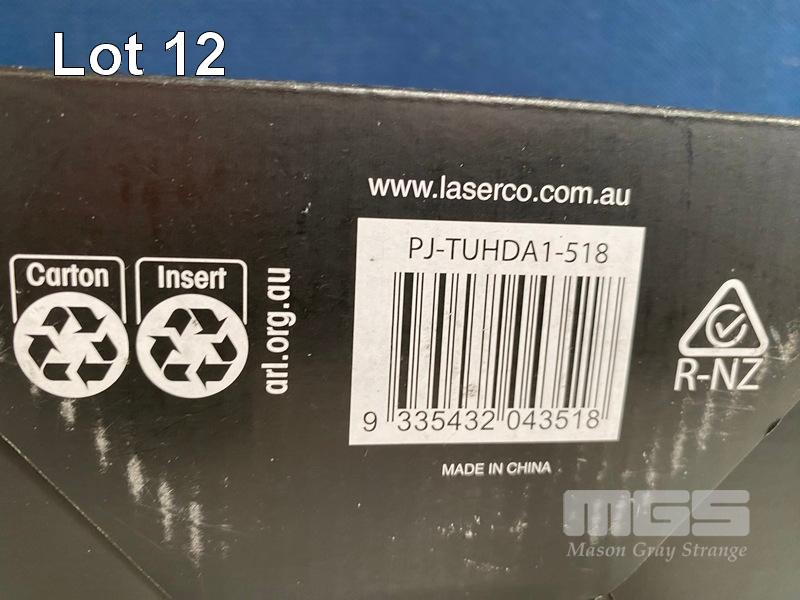 Lot 12
www.laserco.com.au
PJ-TUHDA1-518
Carton
Insert
arl.org.au
R-NZ
9 335432 043518
MADE IN CHINA
MGS
Mason Gray Strange